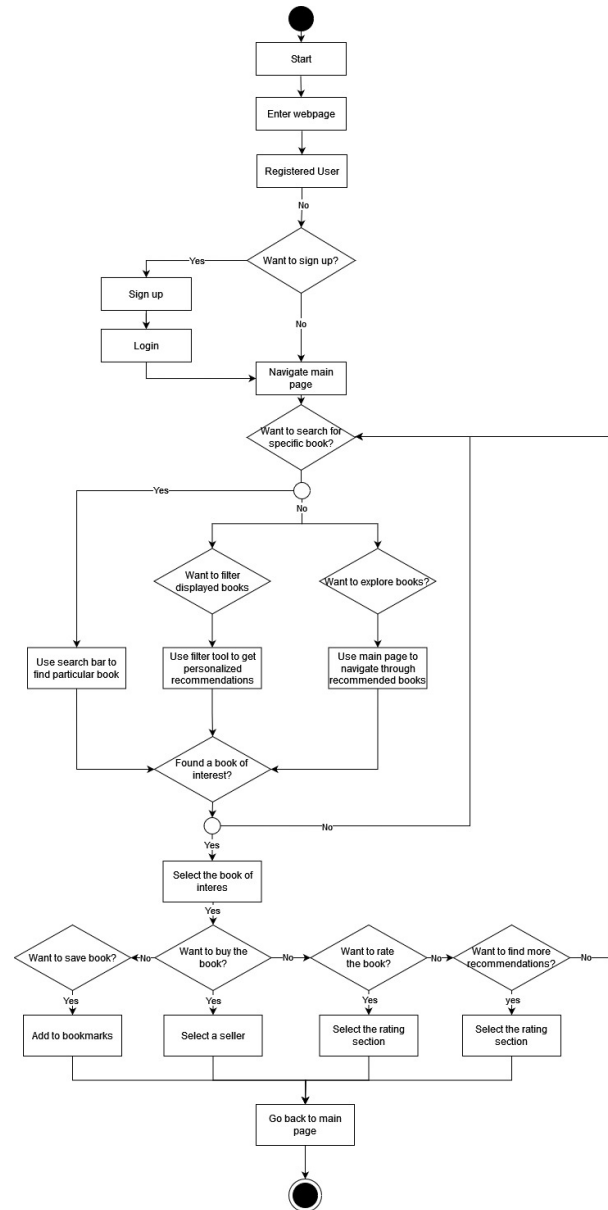 Start
Enter webpage
Registered User
No
Want to sign up?
Yes
Sign up
Login
No
Navigate main
page
Want to search for
specific book?
Yes
No
Want to filter
displayed books
Want to explore books?
Use search bar to
find particular book
Use filter tool to get
personalized
recommendations
Use main page to
navigate through
recommended books
Found a book of
interest?
No
Yes
Select the book of
interes
Yes
Want to save book?
No
Want to buy the
book?
No
Want to rate
the book?
No
Want to find more
recommendations?
No
Yes
Yes
Yes
yes
Add to bookmarks
Select a seller
Select the rating
section
Select the rating
section
Go back to main
page